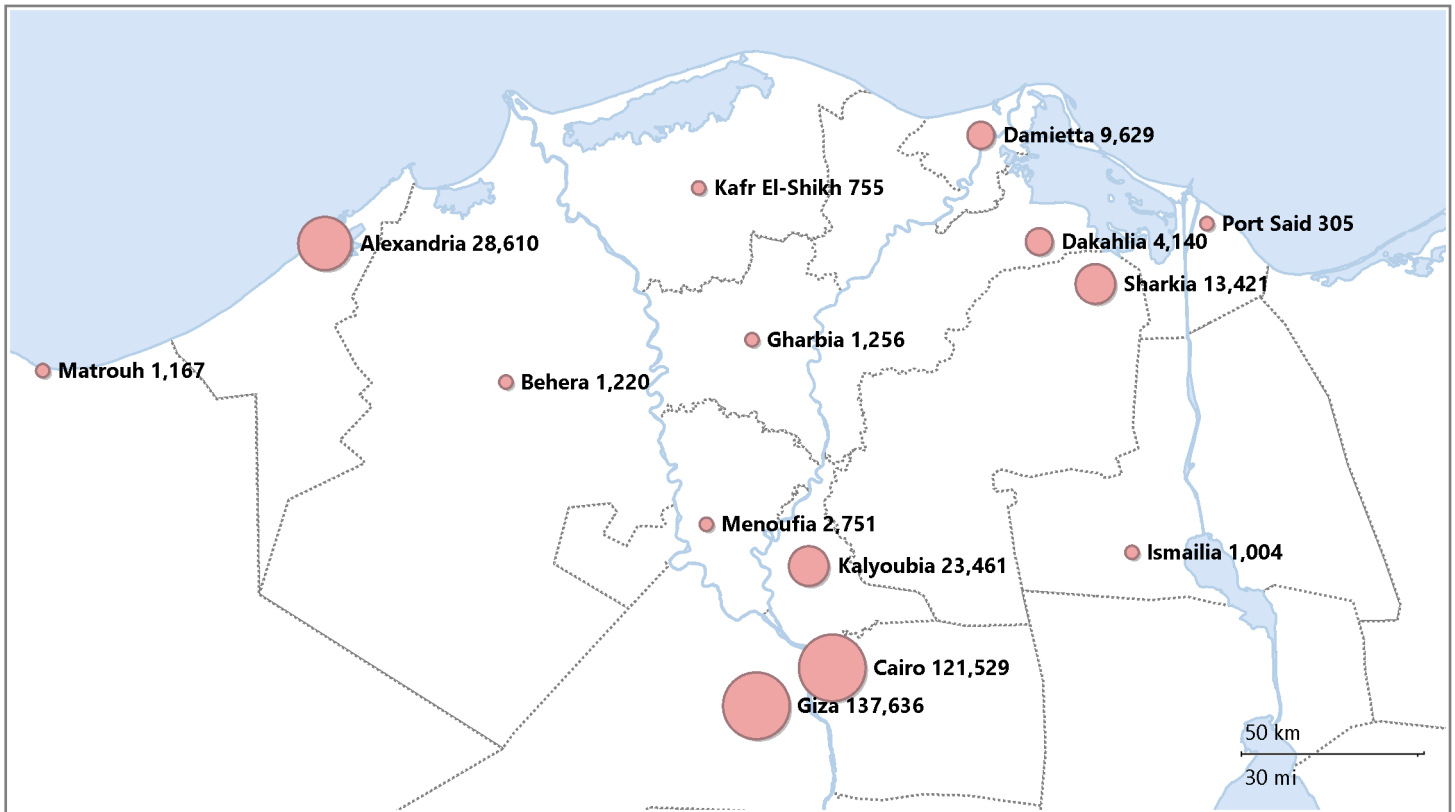 Damietta 9,629
Kafr El-Shikh 755
Port Said 305
Alexandria 28,610
Dakahlia 4,140
Sharkia 13,421
Gharbia 1,256
Matrouh 1,167
Behera 1,220
Menoufia 2,751
Ismailia 1,004
Kalyoubia 23,461
Cairo 121,529
Giza 137,636
50 km
30 mi